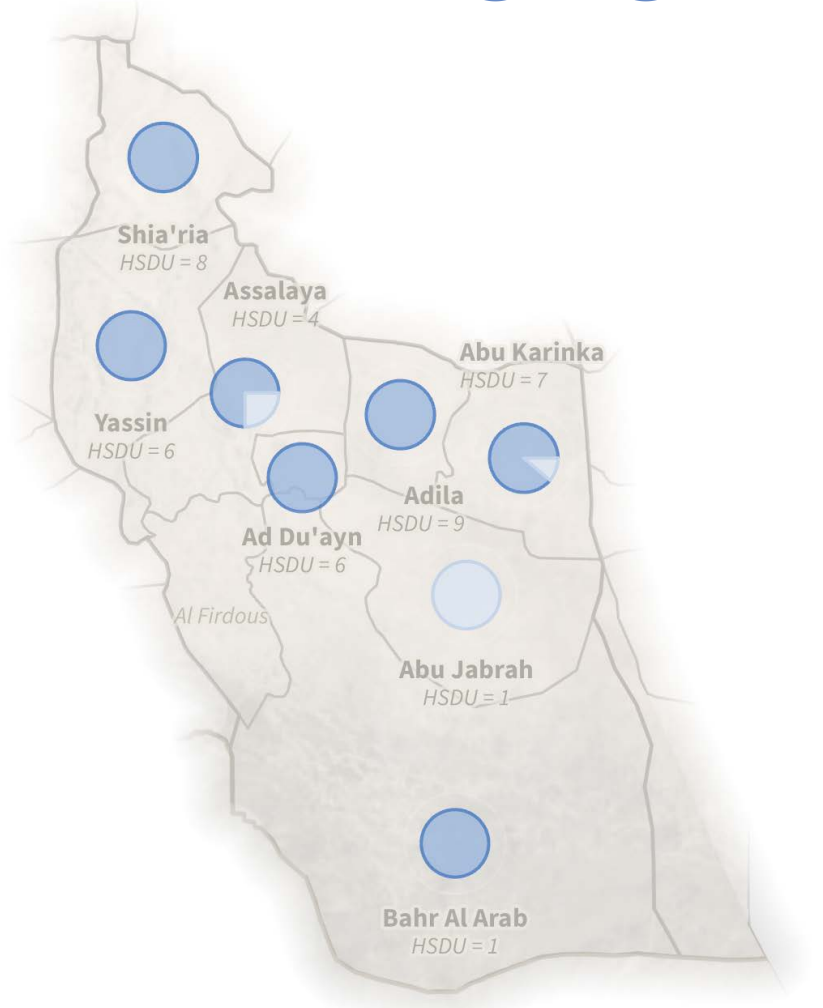 Shia'ria
HSDU = 8
Assalaya
HSDU = 4
Abu Karinka
HSDU = 7
Yassin
HSDU = 6
Adila
HSDU = 9
Ad Du'ayn
HSDU = 6
Al Firdous
Abu Jabrah
HSDU = 1
Bahr Al Arab
HSDU = 1